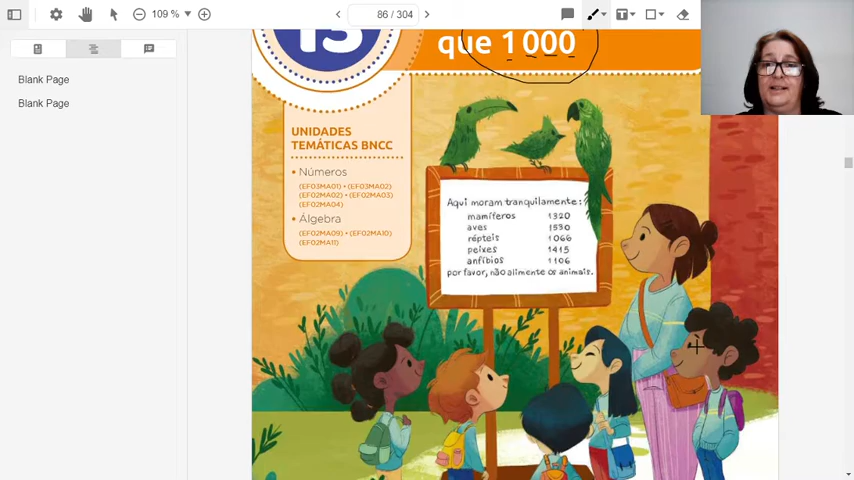 109 %
86 / 304
Blank Page
Blank Page
13
que 1 000
UNIDADES
TEMÁTICAS BNCC
• Números
(EF03MA01) • (EF03MA02)
(EF02MA02) • (EF02MA03)
(EF02MA04)
• Álgebra
(EF02MA09) • (EF02MA10)
(EF02MA11)
Aqui moram tranquilamente:
mamíferos 1320
aves 1530
répteis 1066
peixes 1415
anfíbios 1106
por favor, não alimente os animais.